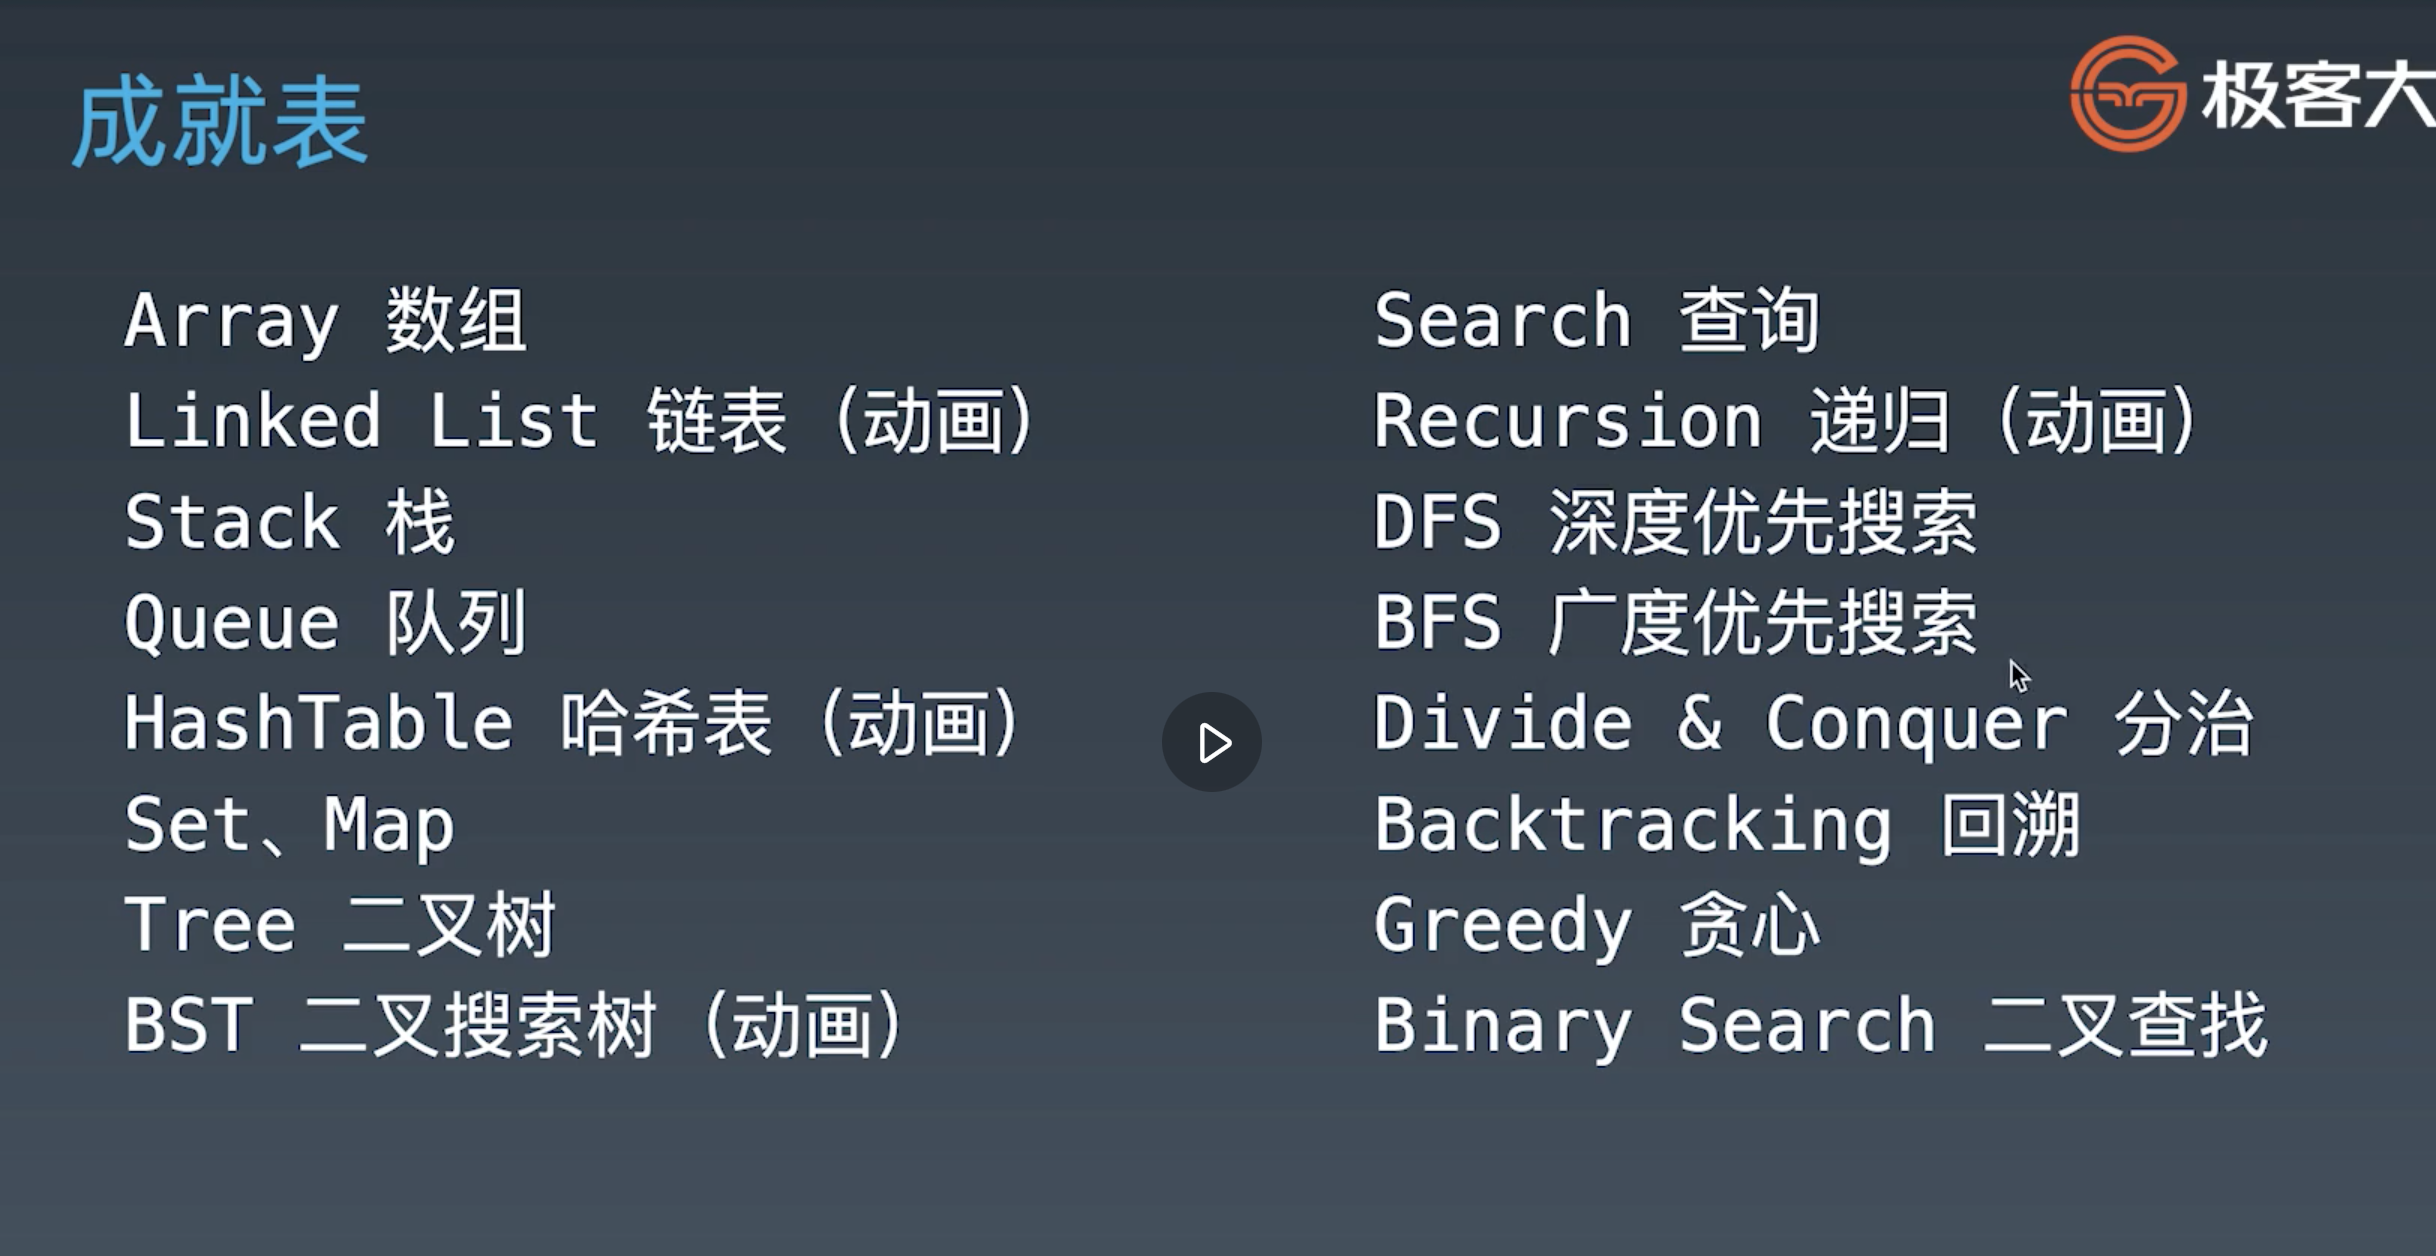 成就表
极客大
Array 数组
Linked List 链表（动画）
Stack 栈
Queue 队列
HashTable 哈希表（动画）
Set、Map
Tree 二叉树
BST 二叉搜索树（动画）
Search 查询
Recursion 递归（动画）
DFS 深度优先搜索
BFS 广度优先搜索
Divide & Conquer 分治
Backtracking 回溯
Greedy 贪心
Binary Search 二叉查找